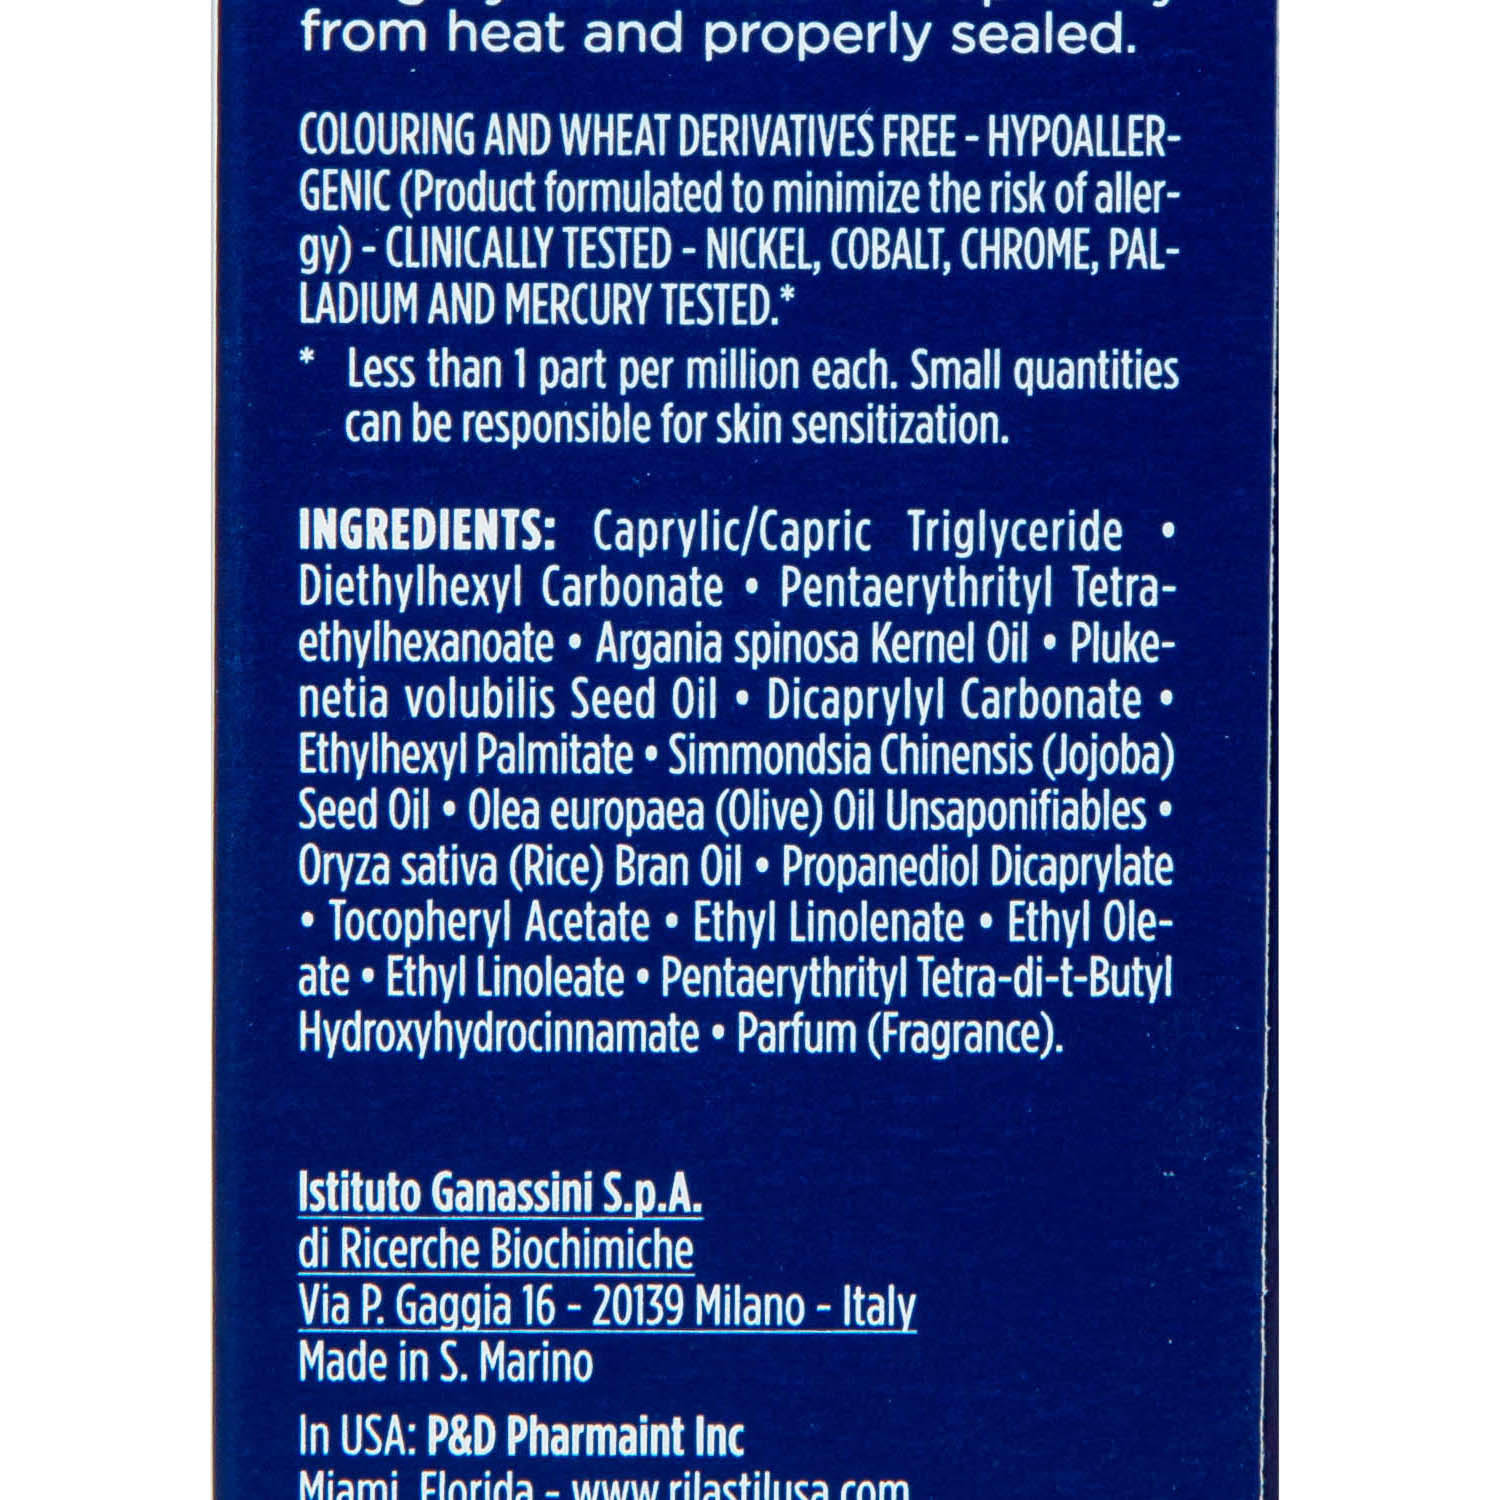 from heat and properly sealed.
COLOURING AND WHEAT DERIVATIVES FREE - HYPOALLER-
GENIC (Product formulated to minimize the risk of aller-
gy) - CLINICALLY TESTED - NICKEL, COBALT, CHROME, PAL-
LADIUM AND MERCURY TESTED.*
* Less than 1 part per million each. Small quantities
can be responsible for skin sensitization.
INGREDIENTS: Caprylic/Capric Triglyceride •
Diethylhexyl Carbonate • Pentaerythrityl Tetra-
ethylhexanoate • Argania spinosa Kernel Oil • Pluke-
netia volubilis Seed Oil • Dicaprylyl Carbonate •
Ethylhexyl Palmitate • Simmondsia Chinensis (Jojoba)
Seed Oil • Olea europaea (Olive) Oil Unsaponifiables •
Oryza sativa (Rice) Bran Oil • Propanediol Dicaprylate
• Tocopheryl Acetate • Ethyl Linolenate • Ethyl Ole-
ate • Ethyl Linoleate • Pentaerythrityl Tetra-di-t-Butyl
Hydroxyhydrocinnamate • Parfum (Fragrance).
Istituto Ganassini S.p.A.
di Ricerche Biochimiche
Via P. Gaggia 16 - 20139 Milano - Italy
Made in S. Marino
In USA: P&D Pharmaint Inc
Miami, Florida - www.rilastilusa.com